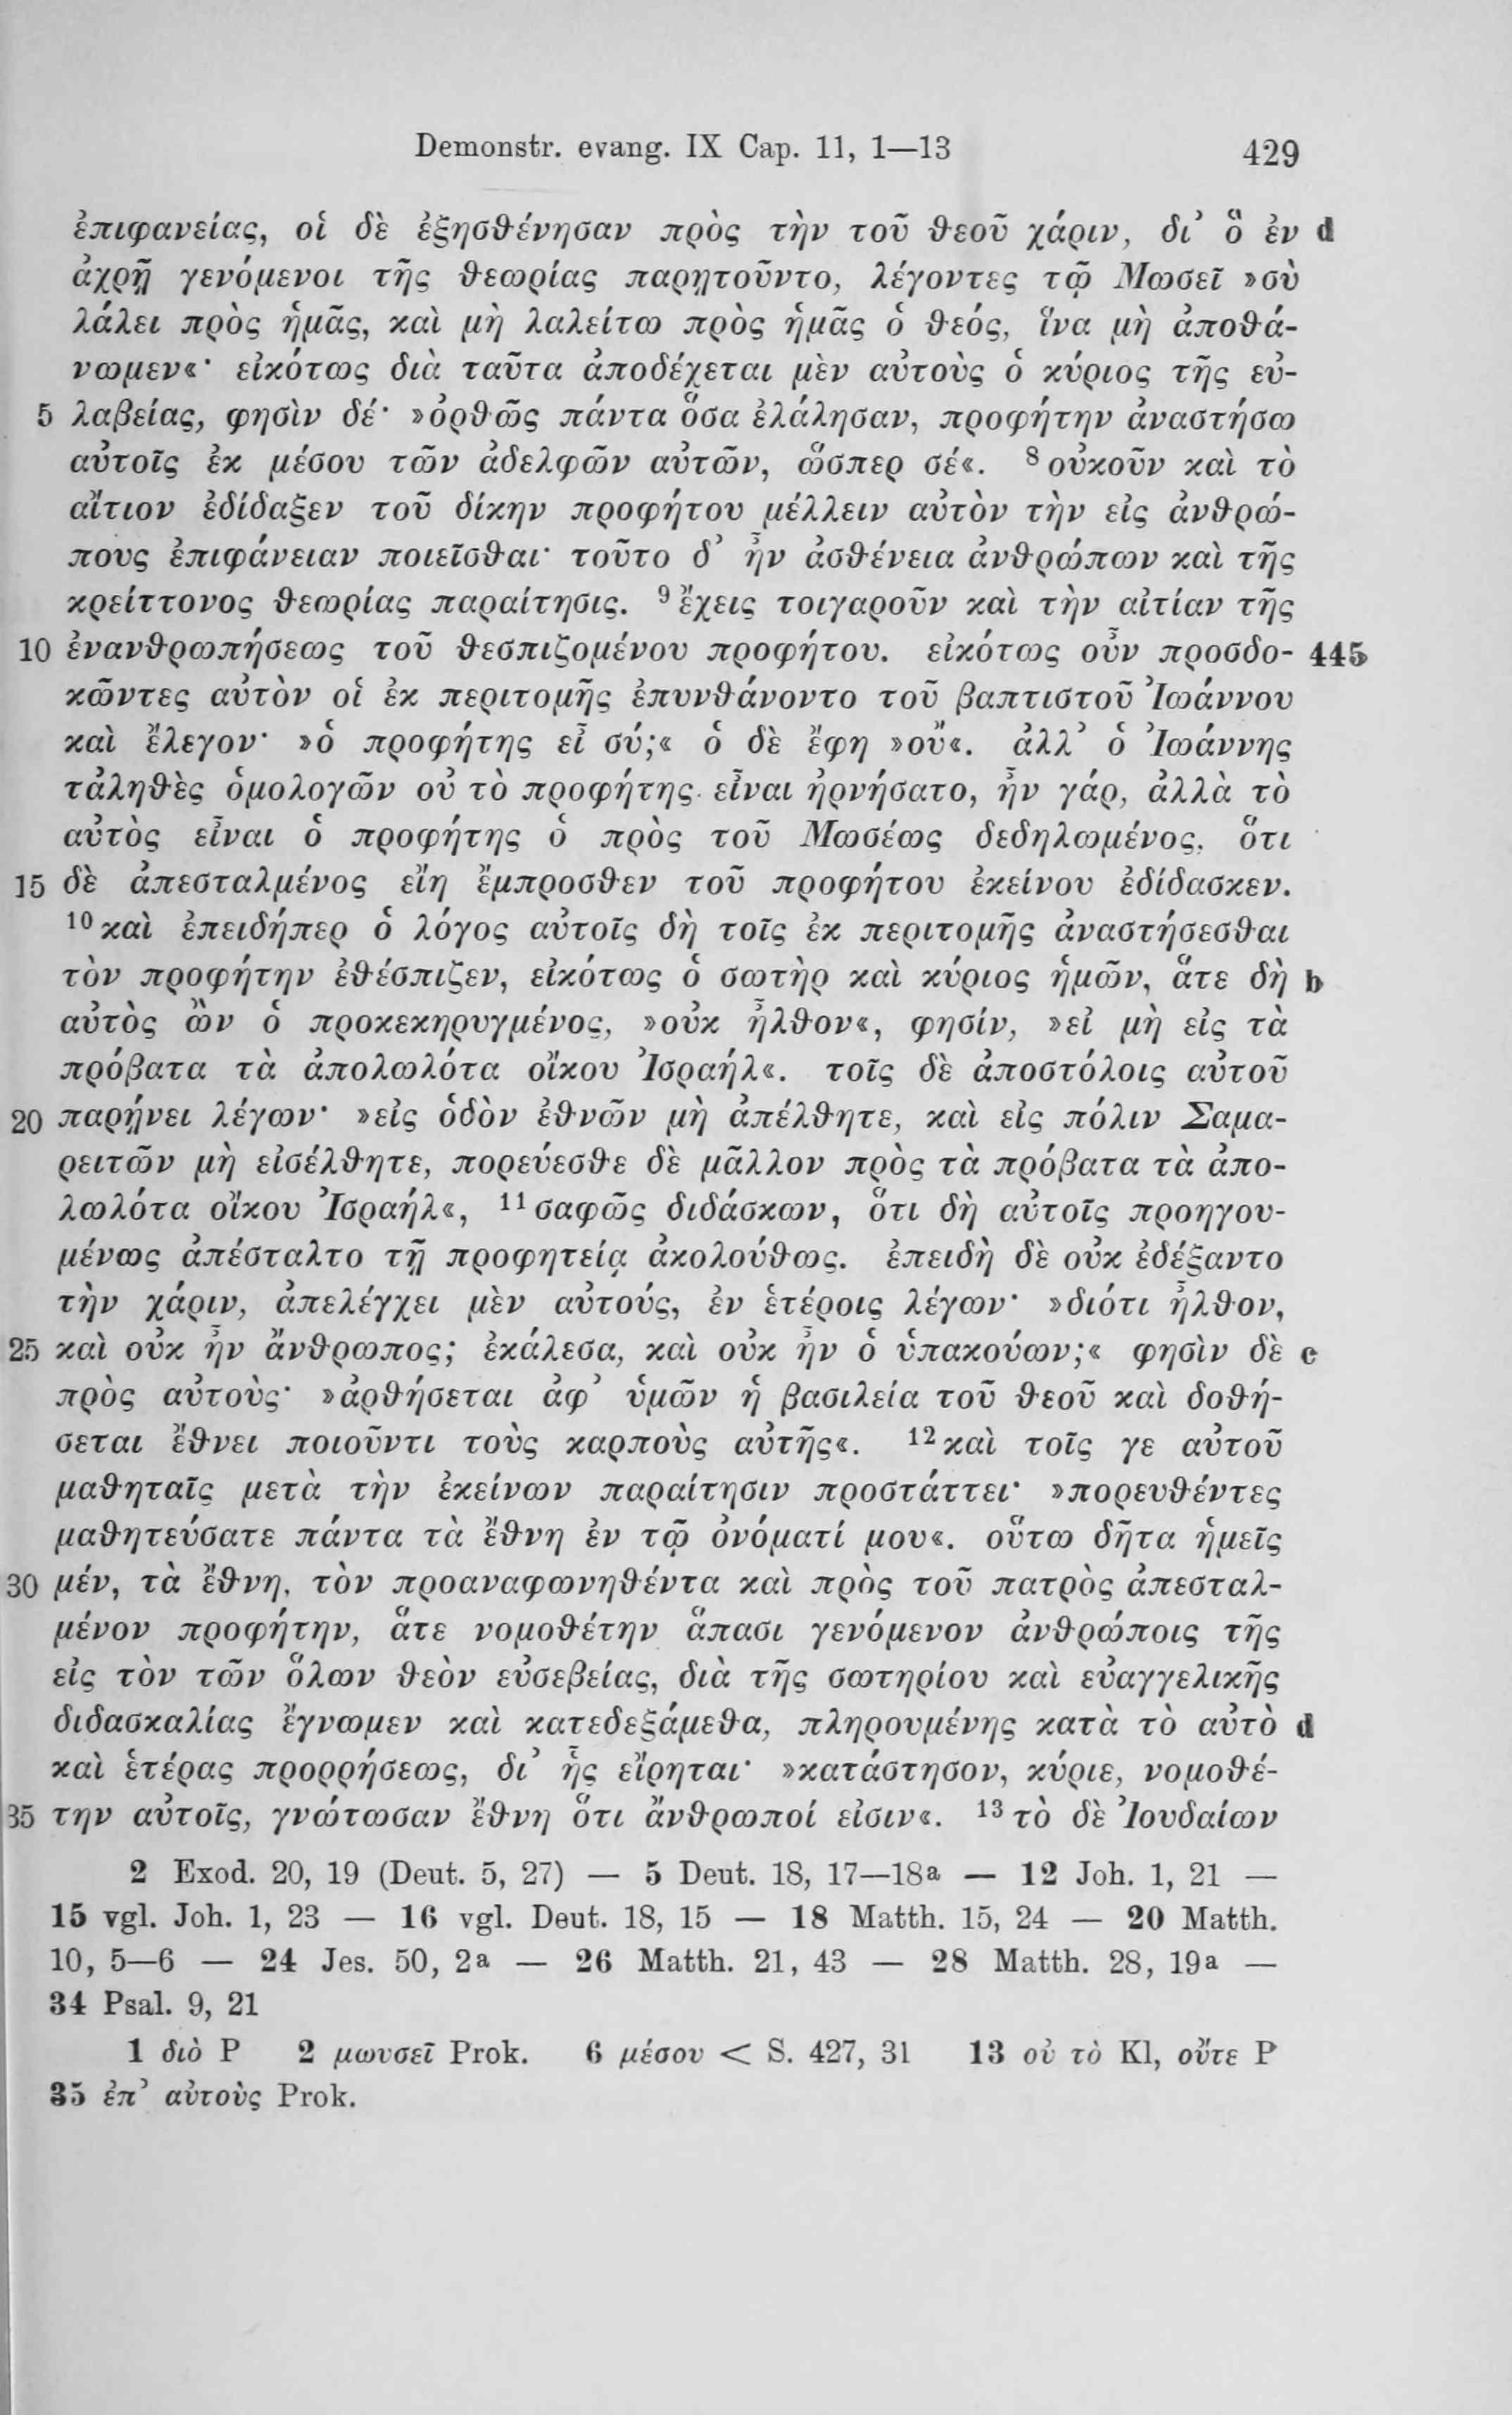 Demonstr. evang. IX Cap. 11, 1—13 429
ἐπιφανείας, οἱ δὲ ἐξησθένησαν πρὸς τὴν τοῦ θεοῦ χάριν, δι᾽ ὃ ἐν d
ἀχρῇ γενόμενοι τῆς θεωρίας παρῃτοῦντο, λέγοντες τῷ Μωσεῖ »σὺ
λάλει πρὸς ἡμᾶς, καὶ μὴ λαλείτω πρὸς ἡμᾶς ὁ θεός, ἵνα μὴ ἀποθά-
νωμεν«· εἰκότως διὰ ταῦτα ἀποδέχεται μὲν αὐτοὺς ὁ κύριος τῆς εὐ-
5 λαβείας, φησὶν δέ· »ὀρθῶς πάντα ὅσα ἐλάλησαν, προφήτην ἀναστήσω
αὐτοῖς ἐκ μέσου τῶν ἀδελφῶν αὐτῶν, ὥσπερ σέ«. 8 οὐκοῦν καὶ τὸ
αἴτιον ἐδίδαξεν τοῦ δίκην προφήτου μέλλειν αὐτὸν τὴν εἰς ἀνθρώ-
πους ἐπιφάνειαν ποιεῖσθαι· τοῦτο δ᾽ ἦν ἀσθένεια ἀνθρώπων καὶ τῆς
κρείττονος θεωρίας παραίτησις. 9 ἔχεις τοιγαροῦν καὶ τὴν αἰτίαν τῆς
10 ἐνανθρωπήσεως τοῦ θεσπιζομένου προφήτου. εἰκότως οὖν προσδο- 445
κῶντες αὐτὸν οἱ ἐκ περιτομῆς ἐπυνθάνοντο τοῦ βαπτιστοῦ Ἰωάννου
καὶ ἔλεγον· »ὁ προφήτης εἶ σύ;« ὁ δὲ ἔφη »οὔ«. ἀλλ᾽ ὁ Ἰωάννης
τἀληθὲς ὁμολογῶν οὐ τὸ προφήτης εἶναι ἠρνήσατο, ἦν γάρ, ἀλλὰ τὸ
αὐτὸς εἶναι ὁ προφήτης ὁ πρὸς τοῦ Μωσέως δεδηλωμένος, ὅτι
15 δὲ ἀπεσταλμένος εἴη ἔμπροσθεν τοῦ προφήτου ἐκείνου ἐδίδασκεν.
10 καὶ ἐπειδήπερ ὁ λόγος αὐτοῖς δὴ τοῖς ἐκ περιτομῆς ἀναστήσεσθαι
τὸν προφήτην ἐθέσπιζεν, εἰκότως ὁ σωτὴρ καὶ κύριος ἡμῶν, ἅτε δὴ b
αὐτὸς ὢν ὁ προκεκηρυγμένος, »οὐκ ἦλθον«, φησίν, »εἰ μὴ εἰς τὰ
πρόβατα τὰ ἀπολωλότα οἴκου Ἰσραήλ«. τοῖς δὲ ἀποστόλοις αὐτοῦ
20 παρῄνει λέγων· »εἰς ὁδὸν ἐθνῶν μὴ ἀπέλθητε, καὶ εἰς πόλιν Σαμα-
ρειτῶν μὴ εἰσέλθητε, πορεύεσθε δὲ μᾶλλον πρὸς τὰ πρόβατα τὰ ἀπο-
λωλότα οἴκου Ἰσραήλ«, 11 σαφῶς διδάσκων, ὅτι δὴ αὐτοῖς προηγου-
μένως ἀπέσταλτο τῇ προφητείᾳ ἀκολούθως. ἐπειδὴ δὲ οὐκ ἐδέξαντο
τὴν χάριν, ἀπελέγχει μὲν αὐτούς, ἐν ἑτέροις λέγων· »διότι ἦλθον,
25 καὶ οὐκ ἦν ἄνθρωπος; ἐκάλεσα, καὶ οὐκ ἦν ὁ ὑπακούων;« φησὶν δὲ c
πρὸς αὐτοὺς· »ἀρθήσεται ἀφ᾽ ὑμῶν ἡ βασιλεία τοῦ θεοῦ καὶ δοθή-
σεται ἔθνει ποιοῦντι τοὺς καρποὺς αὐτῆς«. 12 καὶ τοῖς γε αὐτοῦ
μαθηταῖς μετὰ τὴν ἐκείνων παραίτησιν προστάττει· »πορευθέντες
μαθητεύσατε πάντα τὰ ἔθνη ἐν τῷ ὀνόματί μου«. οὕτω δῆτα ἡμεῖς
30 μέν, τὰ ἔθνη, τὸν προαναφωνηθέντα καὶ πρὸς τοῦ πατρὸς ἀπεσταλ-
μένον προφήτην, ἅτε νομοθέτην ἅπασι γενόμενον ἀνθρώποις τῆς
εἰς τὸν τῶν ὅλων θεὸν εὐσεβείας, διὰ τῆς σωτηρίου καὶ εὐαγγελικῆς
διδασκαλίας ἔγνωμεν καὶ κατεδεξάμεθα, πληρουμένης κατὰ τὸ αὐτὸ d
καὶ ἑτέρας προρρήσεως, δι᾽ ἧς εἴρηται· »κατάστησον, κύριε, νομοθέ-
35 την αὐτοῖς, γνώτωσαν ἔθνη ὅτι ἄνθρωποί εἰσιν«. 13 τὸ δὲ Ἰουδαίων
2 Exod. 20, 19 (Deut. 5, 27) — 5 Deut. 18, 17—18a — 12 Joh. 1, 21 —
15 vgl. Joh. 1, 23 — 16 vgl. Deut. 18, 15 — 18 Matth. 15, 24 — 20 Matth.
10, 5—6 — 24 Jes. 50, 2a — 26 Matth. 21, 43 — 28 Matth. 28, 19a —
34 Psal. 9, 21
1 διὸ P 2 μωυσεῖ Prok. 6 μέσου < S. 427, 31 13 οὐ τὸ Kl, οὔτε P
35 ἐπ᾽ αὐτοὺς Prok.